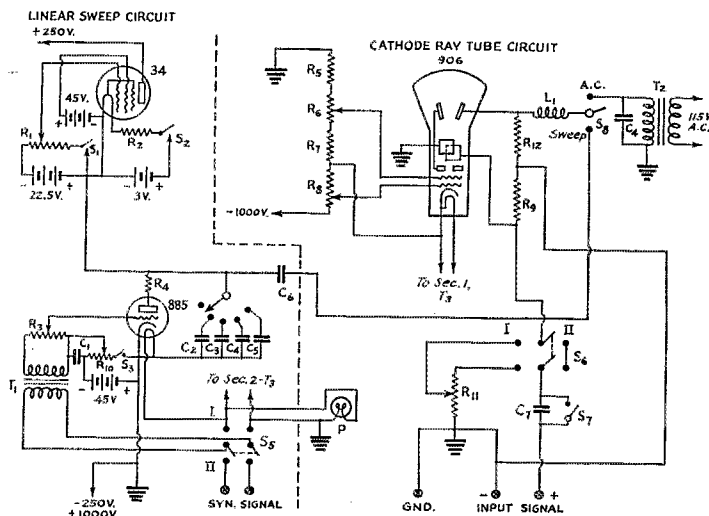 LINEAR SWEEP CIRCUIT
+250V.
34
45V.
R1
R2
S1
S2
22.5V.
3V.
CATHODE RAY TUBE CIRCUIT
906
R5
R6
R7
R8
-1000V.
To Sec.1,
T3
A.C.
L1
S8
Sweep
C4
T2
115V.
A.C.
R12
R9
R4
885
C6
R3
C1
R10
S3
45V
T1
C2
C3
C4
C5
To Sec.2-T3
I
II
S5
P
-250V.
+1000V.
SYN. SIGNAL
I
II
S6
R11
C7
S7
GND.
- INPUT SIGNAL +